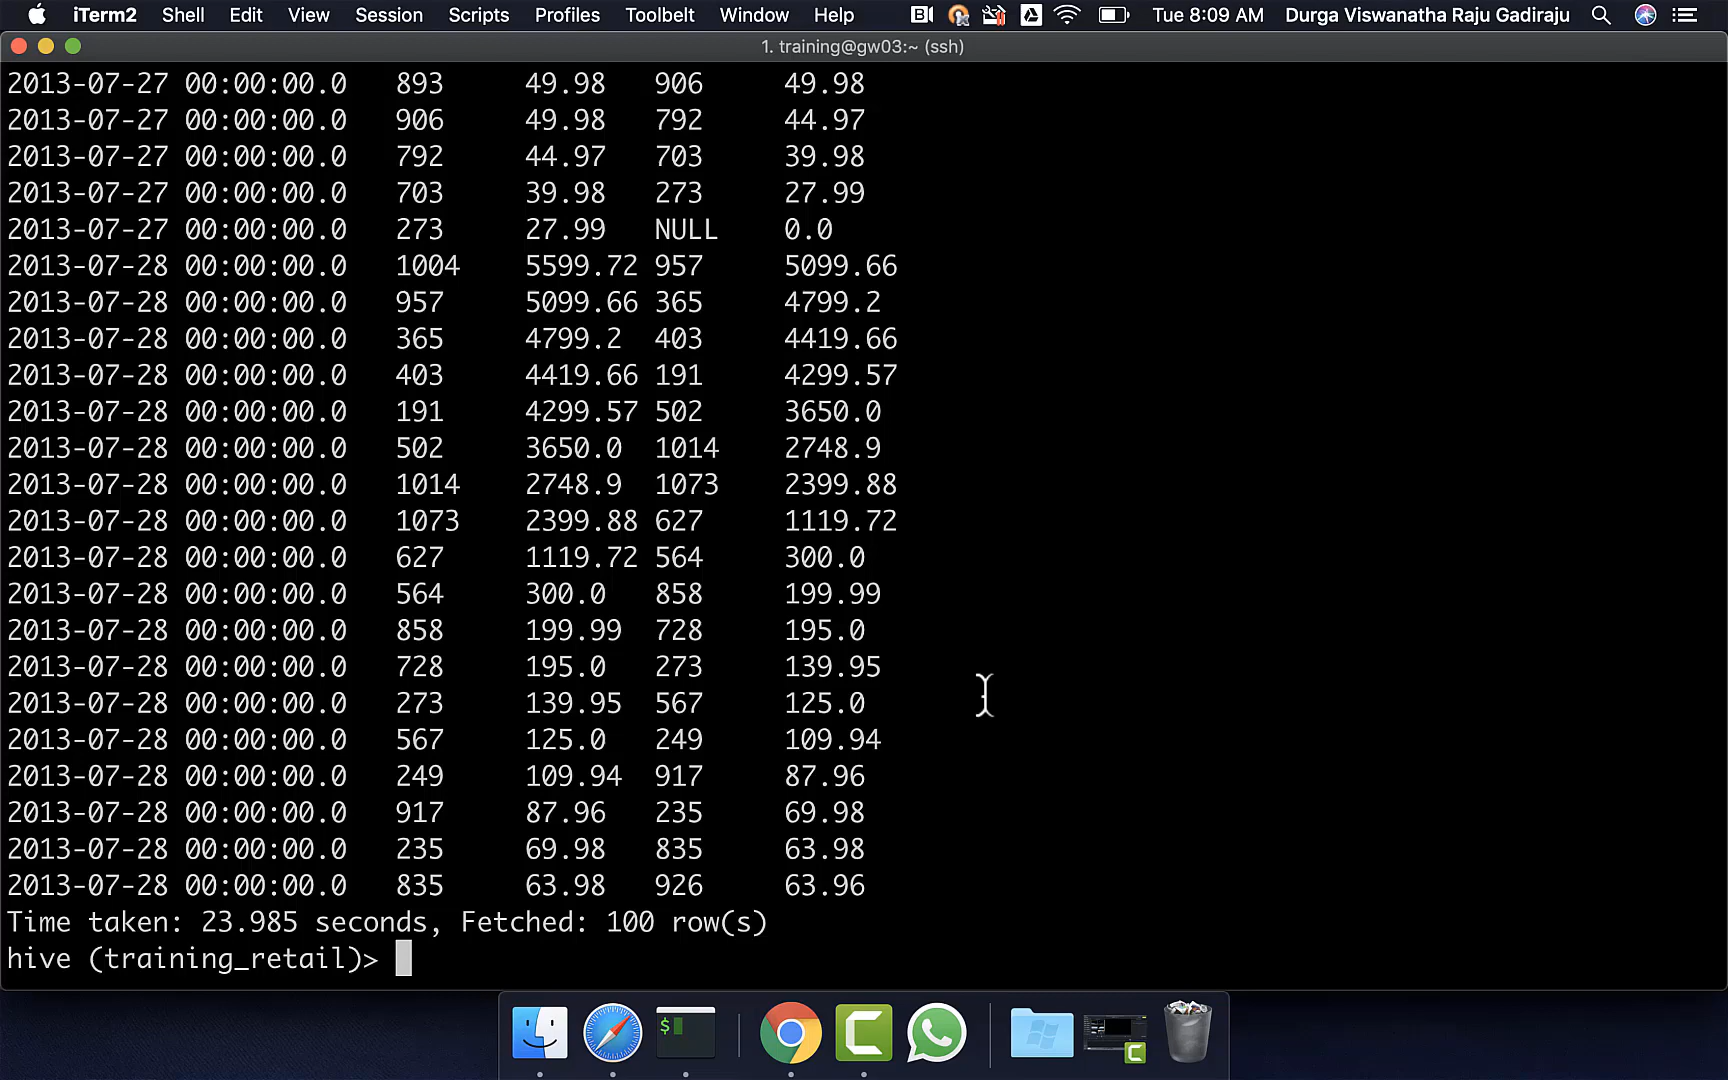 iTerm2 Shell Edit View Session Scripts Profiles Toolbelt Window Help Tue 8:09 AM Durga Viswanatha Raju Gadiraju
1. training@gw03:~ (ssh)
2013-07-27 00:00:00.0 893 49.98 906 49.98
2013-07-27 00:00:00.0 906 49.98 792 44.97
2013-07-27 00:00:00.0 792 44.97 703 39.98
2013-07-27 00:00:00.0 703 39.98 273 27.99
2013-07-27 00:00:00.0 273 27.99 NULL 0.0
2013-07-28 00:00:00.0 1004 5599.72 957 5099.66
2013-07-28 00:00:00.0 957 5099.66 365 4799.2
2013-07-28 00:00:00.0 365 4799.2 403 4419.66
2013-07-28 00:00:00.0 403 4419.66 191 4299.57
2013-07-28 00:00:00.0 191 4299.57 502 3650.0
2013-07-28 00:00:00.0 502 3650.0 1014 2748.9
2013-07-28 00:00:00.0 1014 2748.9 1073 2399.88
2013-07-28 00:00:00.0 1073 2399.88 627 1119.72
2013-07-28 00:00:00.0 627 1119.72 564 300.0
2013-07-28 00:00:00.0 564 300.0 858 199.99
2013-07-28 00:00:00.0 858 199.99 728 195.0
2013-07-28 00:00:00.0 728 195.0 273 139.95
2013-07-28 00:00:00.0 273 139.95 567 125.0
2013-07-28 00:00:00.0 567 125.0 249 109.94
2013-07-28 00:00:00.0 249 109.94 917 87.96
2013-07-28 00:00:00.0 917 87.96 235 69.98
2013-07-28 00:00:00.0 235 69.98 835 63.98
2013-07-28 00:00:00.0 835 63.98 926 63.96
Time taken: 23.985 seconds, Fetched: 100 row(s)
hive (training_retail)>